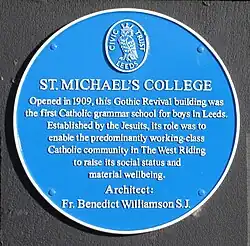 CIVIC TRUST
LEEDS
ST. MICHAEL'S COLLEGE
Opened in 1909, this Gothic Revival building was
the first Catholic grammar school for boys in Leeds.
Established by the Jesuits, its role was to
enable the predominantly working-class
Catholic community in The West Riding
to raise its social status and
material wellbeing.
Architect:
Fr. Benedict Williamson S.J.